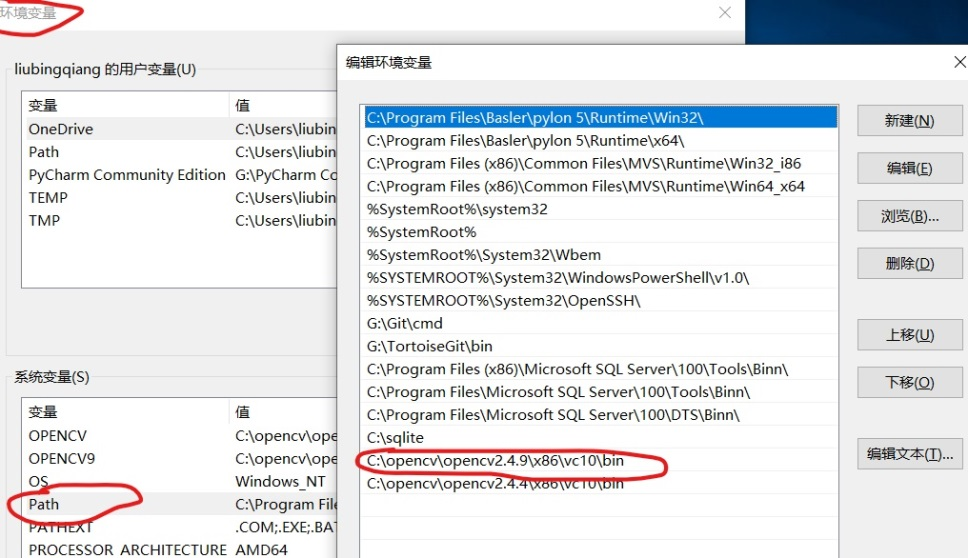 环境变量
liubingqiang 的用户变量(U)
变量 值
OneDrive C:\Users\liubin
Path C:\Users\liubin
PyCharm Community Edition G:\PyCharm Co
TEMP C:\Users\liubin
TMP C:\Users\liubin
系统变量(S)
变量 值
OPENCV C:\opencv\ope
OPENCV9 C:\opencv\ope
OS Windows_NT
Path C:\Program File
PATHEXT .COM;.EXE;.BA
PROCESSOR_ARCHITECTURE AMD64
编辑环境变量
C:\Program Files\Basler\pylon 5\Runtime\Win32\
C:\Program Files\Basler\pylon 5\Runtime\x64\
C:\Program Files (x86)\Common Files\MVS\Runtime\Win32_i86
C:\Program Files (x86)\Common Files\MVS\Runtime\Win64_x64
%SystemRoot%\system32
%SystemRoot%
%SystemRoot%\System32\Wbem
%SYSTEMROOT%\System32\WindowsPowerShell\v1.0\
%SYSTEMROOT%\System32\OpenSSH\
G:\Git\cmd
G:\TortoiseGit\bin
C:\Program Files (x86)\Microsoft SQL Server\100\Tools\Binn\
C:\Program Files\Microsoft SQL Server\100\Tools\Binn\
C:\Program Files\Microsoft SQL Server\100\DTS\Binn\
C:\sqlite
C:\opencv\opencv2.4.9\x86\vc10\bin
C:\opencv\opencv2.4.4\x86\vc10\bin
新建(N)
编辑(E)
浏览(B)...
删除(D)
上移(U)
下移(O)
编辑文本(T)...